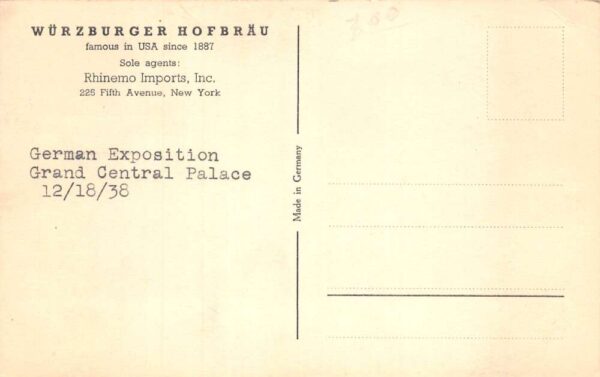 WÜRZBURGER HOFBRÄU
famous in USA since 1887
Sole agents:
Rhinemo Imports, Inc.
225 Fifth Avenue, New York
German Exposition
Grand Central Palace
12/18/38
Made in Germany
700